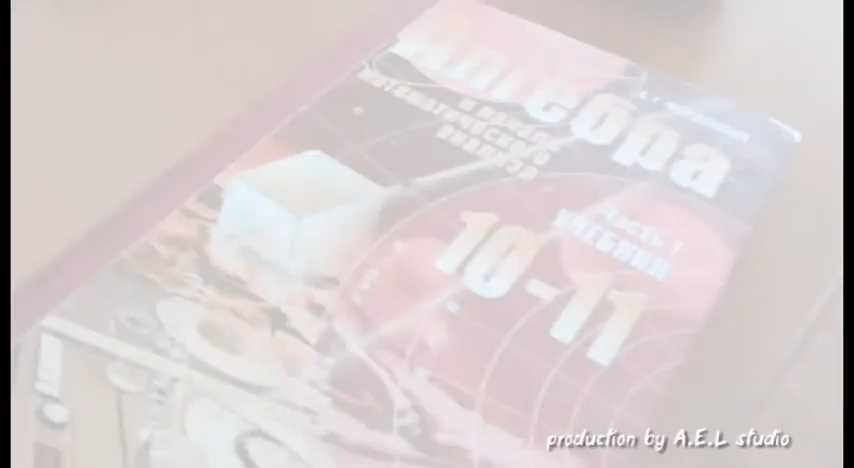 Алгебра
и начала
математического
анализа
Часть 1
УЧЕБНИК
10-11
production by A.E.L studio